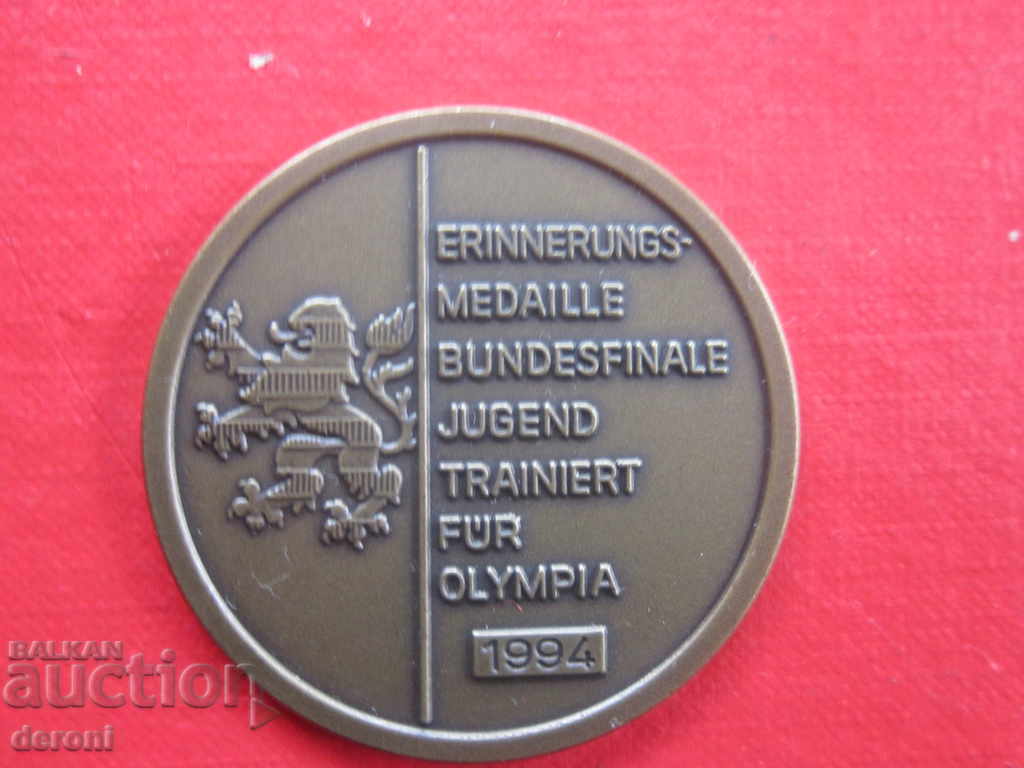 ERINNERUNGS-
MEDAILLE
BUNDESFINALE
JUGEND
TRAINIERT
FÜR
OLYMPIA
1994
BALKAN
auction
deroni